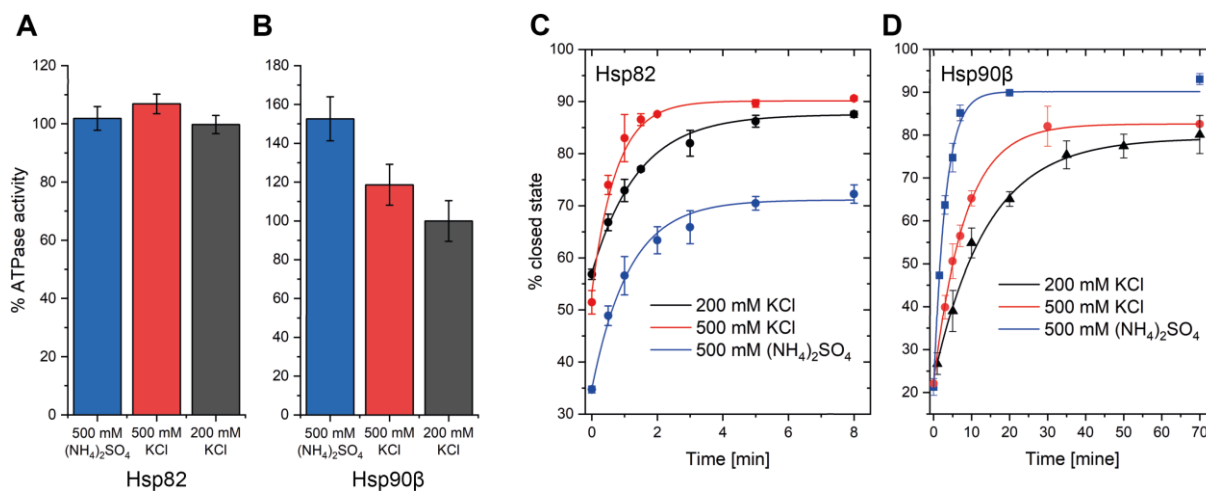 A
% ATPase activity
120
100
80
60
40
20
0
500 mM
(NH₄)₂SO₄
500 mM
KCl
200 mM
KCl
Hsp82
B
180
160
140
120
100
80
60
40
20
0
500 mM
(NH₄)₂SO₄
500 mM
KCl
200 mM
KCl
Hsp90β
C
% closed state
100
90
80
70
60
50
40
30
Hsp82
200 mM KCl
500 mM KCl
500 mM (NH₄)₂SO₄
0 2 4 6 8
Time [min]
D
100
90
80
70
60
50
40
30
20
Hsp90β
200 mM KCl
500 mM KCl
500 mM (NH₄)₂SO₄
0 10 20 30 40 50 60 70
Time [mine]